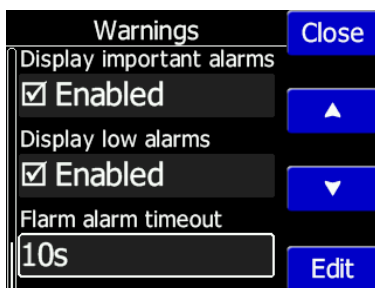 Warnings
Close
Display important alarms
Enabled
Display low alarms
Enabled
Flarm alarm timeout
10s
Edit